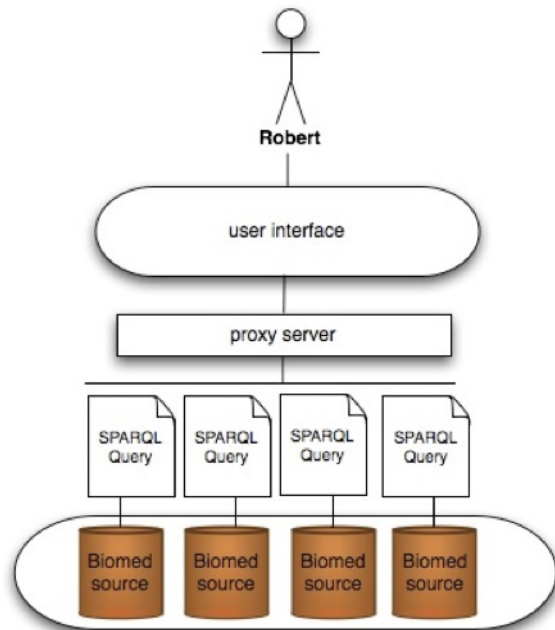 Robert
user interface
proxy server
SPARQL
Query
SPARQL
Query
SPARQL
Query
SPARQL
Query
Biomed
source
Biomed
source
Biomed
source
Biomed
source